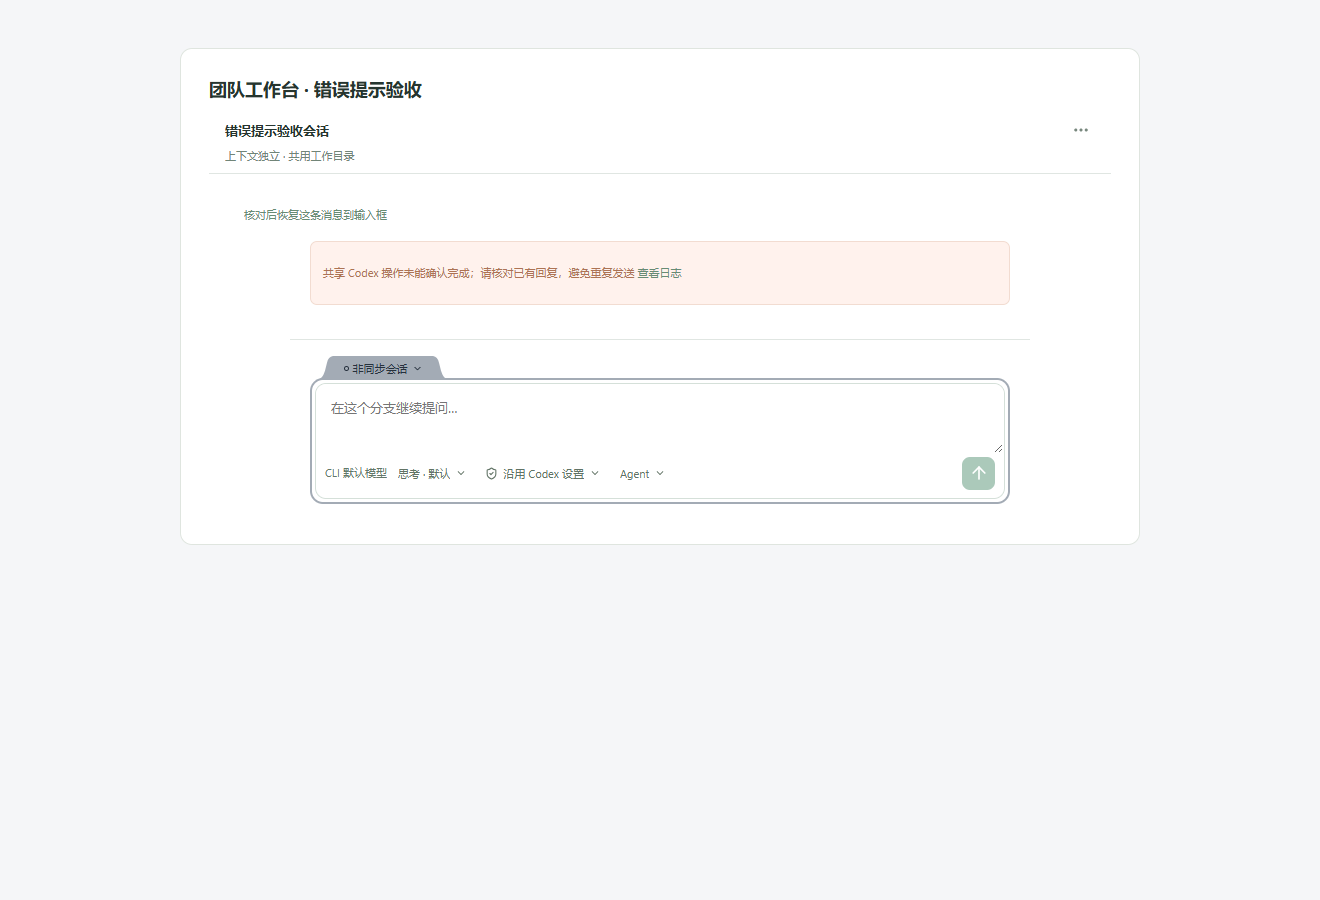 团队工作台 · 错误提示验收
错误提示验收会话
上下文独立 · 共用工作目录
核对后恢复这条消息到输入框
共享 Codex 操作未能确认完成；请核对已有回复，避免重复发送 查看日志
非同步会话
在这个分支继续提问...
CLI 默认模型 思考 · 默认 沿用 Codex 设置 Agent